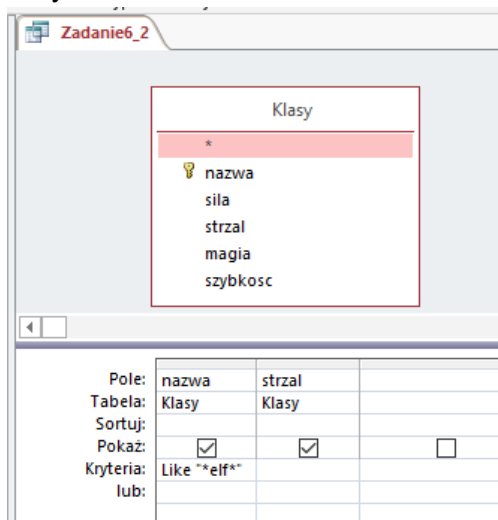 Zadanie6_2
Klasy
*
nazwa
sila
strzal
magia
szybkosc
Pole: nazwa strzal
Tabela: Klasy Klasy
Sortuj:
Pokaż:
Kryteria: Like "*elf*"
lub: